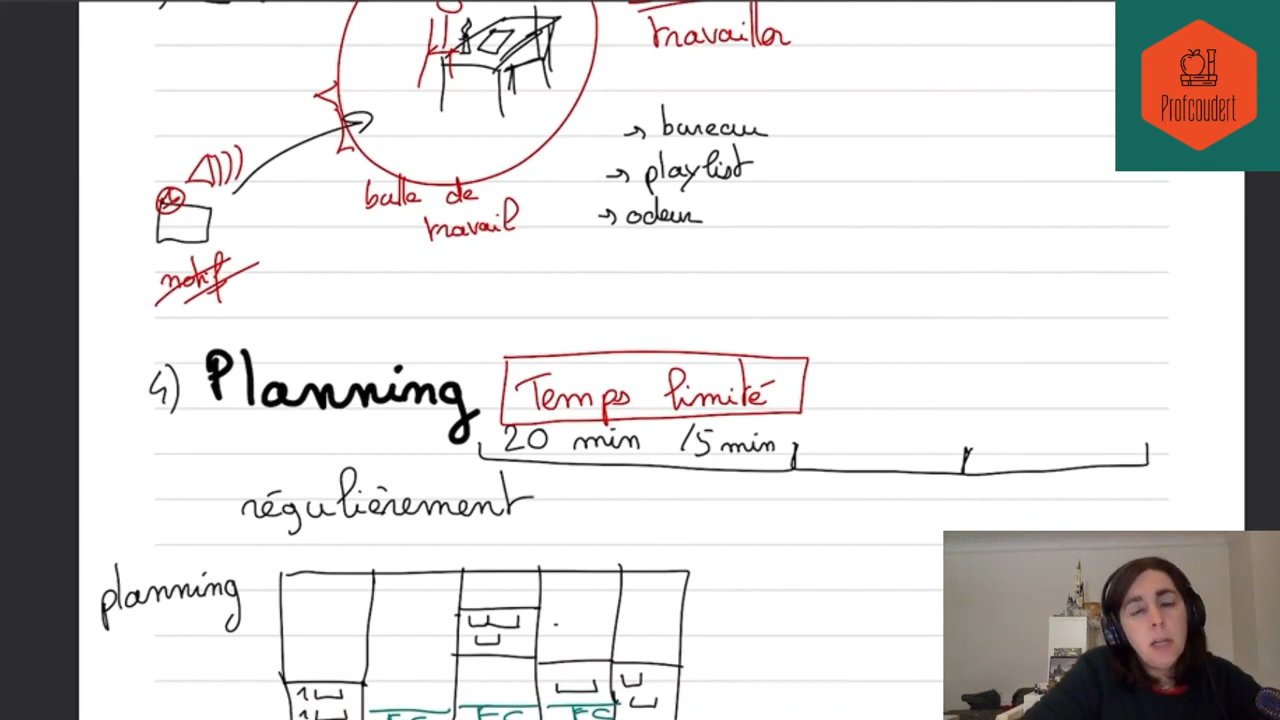 travailler
→ bureau
→ playlist
→ odeur
bulle de
travail
notif
4) Planning
Temps limité
20 min /5 min
régulièrement
planning
Profcoudert